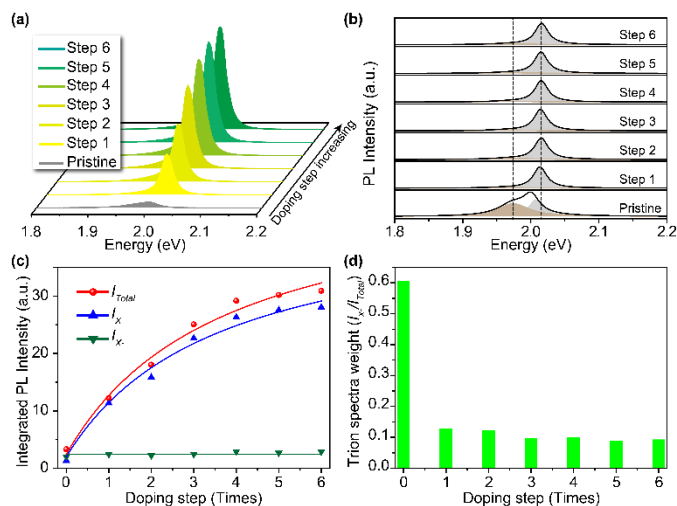 (a)
Step 6
Step 5
Step 4
Step 3
Step 2
Step 1
Pristine
Doping step increasing
1.8 1.9 2.0 2.1 2.2
Energy (eV)
(b)
PL Intensity (a.u.)
Step 6
Step 5
Step 4
Step 3
Step 2
Step 1
Pristine
1.8 1.9 2.0 2.1 2.2
Energy (eV)
(c)
Integrated PL Intensity (a.u.)
30
20
10
0
I_Total
I_X
I_X-
0 1 2 3 4 5 6
Doping step (Times)
(d)
Trion spectra weight (I_X-/I_Total)
0.6
0.5
0.4
0.3
0.2
0.1
0.0
0 1 2 3 4 5 6
Doping step (Times)